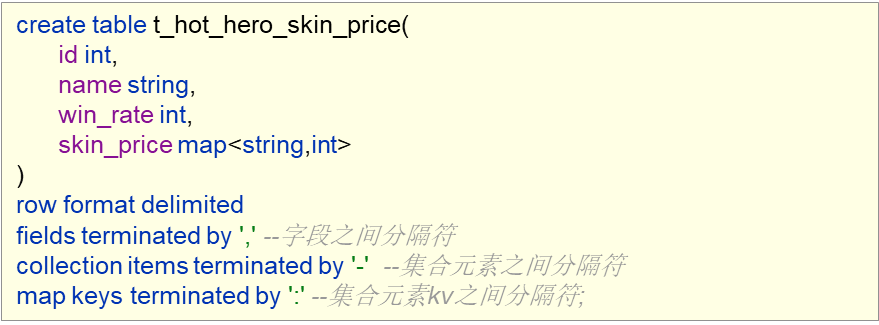 create table t_hot_hero_skin_price(
id int,
name string,
win_rate int,
skin_price map<string,int>
)
row format delimited
fields terminated by ',' --字段之间分隔符
collection items terminated by '-' --集合元素之间分隔符
map keys terminated by ':' --集合元素kv之间分隔符;